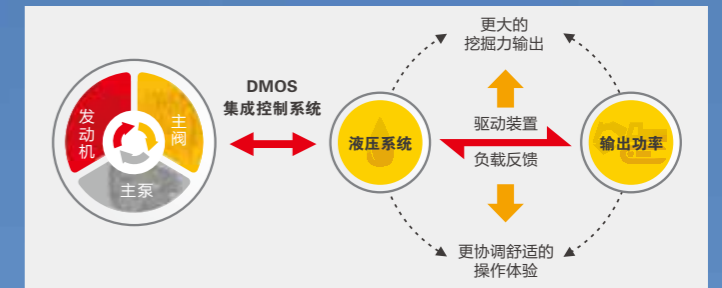 发动机
主阀
主泵
DMOS
集成控制系统
液压系统
更大的
挖掘力输出
驱动装置
负载反馈
更协调舒适的
操作体验
输出功率